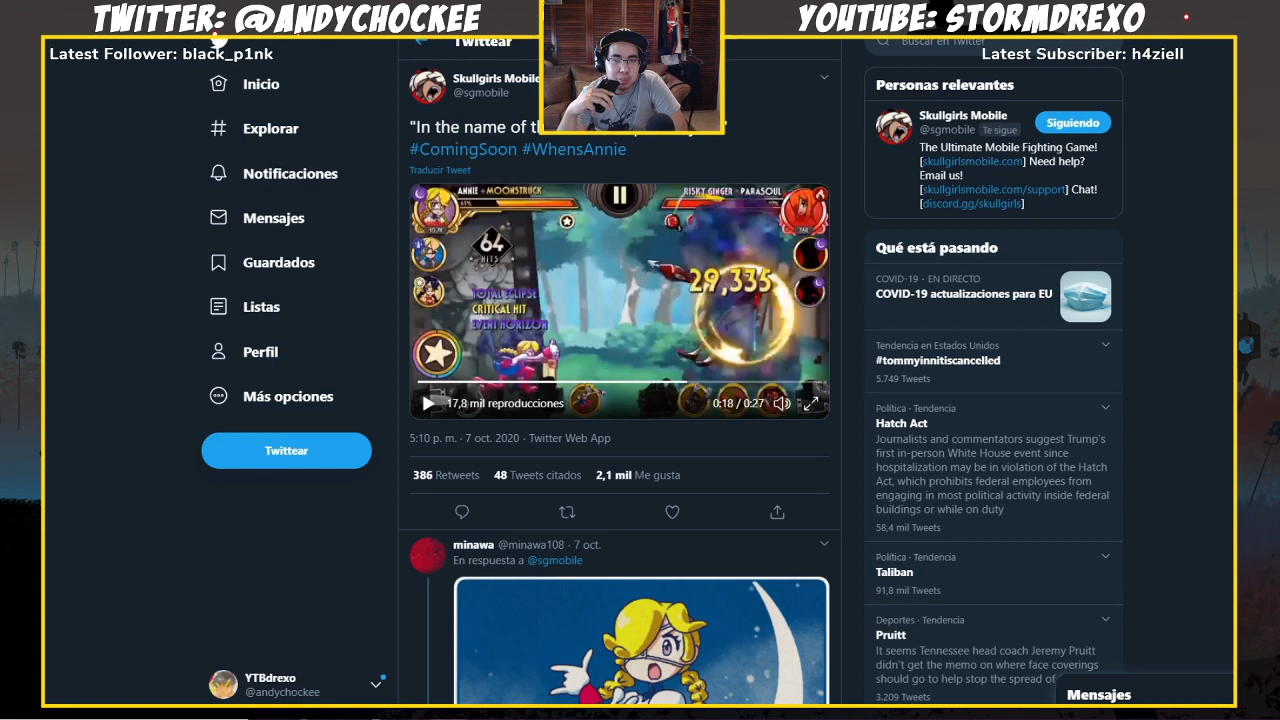 TWITTER: @ANDYCHOCKEE
YOUTUBE: STORMDREXO
Latest Follower: black_p1nk
Latest Subscriber: h4ziell
Inicio
Explorar
Notificaciones
Mensajes
Guardados
Listas
Perfil
Más opciones
Twittear
YTBdrexo
@andychockee
Twittear
Skullgirls Mobile
@sgmobile
"In the name of
#ComingSoon #WhensAnnie
Traducir Tweet
ANNIE - MOONSTRUCK
RISKY GINGER - PARASOUL
64
HITS
29,335
TOTAL ECLIPSE
CRITICAL HIT
EVENT HORIZON
17,8 mil reproducciones
0:18 / 0:27
5:10 p. m. · 7 oct. 2020 · Twitter Web App
386 Retweets 48 Tweets citados 2,1 mil Me gusta
minawa @minawa108 · 7 oct.
En respuesta a @sgmobile
Buscar en Twitter
Personas relevantes
Skullgirls Mobile
@sgmobile Te sigue
Siguiendo
The Ultimate Mobile Fighting Game!
[skullgirlsmobile.com] Need help?
Email us!
[skullgirlsmobile.com/support] Chat!
[discord.gg/skullgirls]
Qué está pasando
COVID-19 · EN DIRECTO
COVID-19 actualizaciones para EU
Tendencia en Estados Unidos
#tommyinnitiscancelled
5.749 Tweets
Política · Tendencia
Hatch Act
Journalists and commentators suggest Trump's
first in-person White House event since
hospitalization may be in violation of the Hatch
Act, which prohibits federal employees from
engaging in most political activity inside federal
buildings or while on duty
58,4 mil Tweets
Política · Tendencia
Taliban
91,8 mil Tweets
Deportes · Tendencia
Pruitt
It seems Tennessee head coach Jeremy Pruitt
didn't get the memo on where face coverings
should go to help stop the spread of
3.209 Tweets
Mensajes